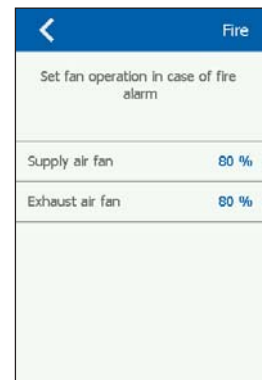 Fire
Set fan operation in case of fire
alarm
Supply air fan 80 %
Exhaust air fan 80 %